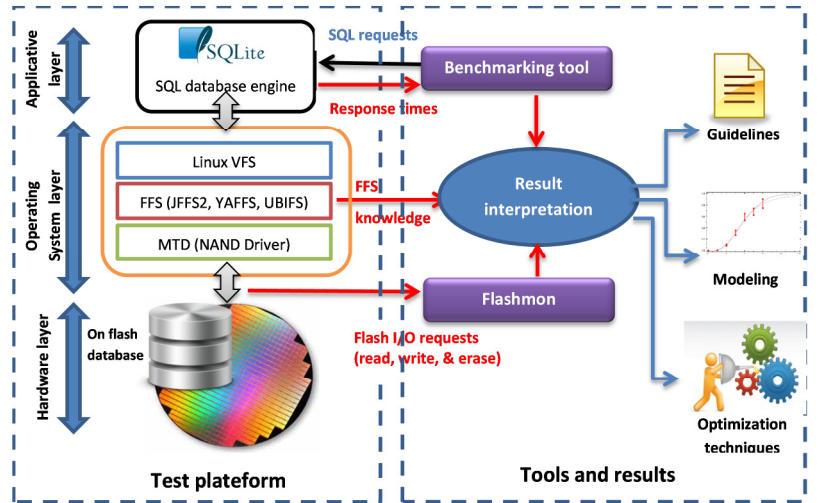 Applicative
layer
SQLite
SQL database engine
SQL requests
Response times
Benchmarking tool
Guidelines
Operating
System layer
Linux VFS
FFS (JFFS2, YAFFS, UBIFS)
MTD (NAND Driver)
FFS
knowledge
Result
interpretation
Modeling
Hardware layer
On flash
database
Flashmon
Flash I/O requests
(read, write, & erase)
Optimization
techniques
Test plateform
Tools and results